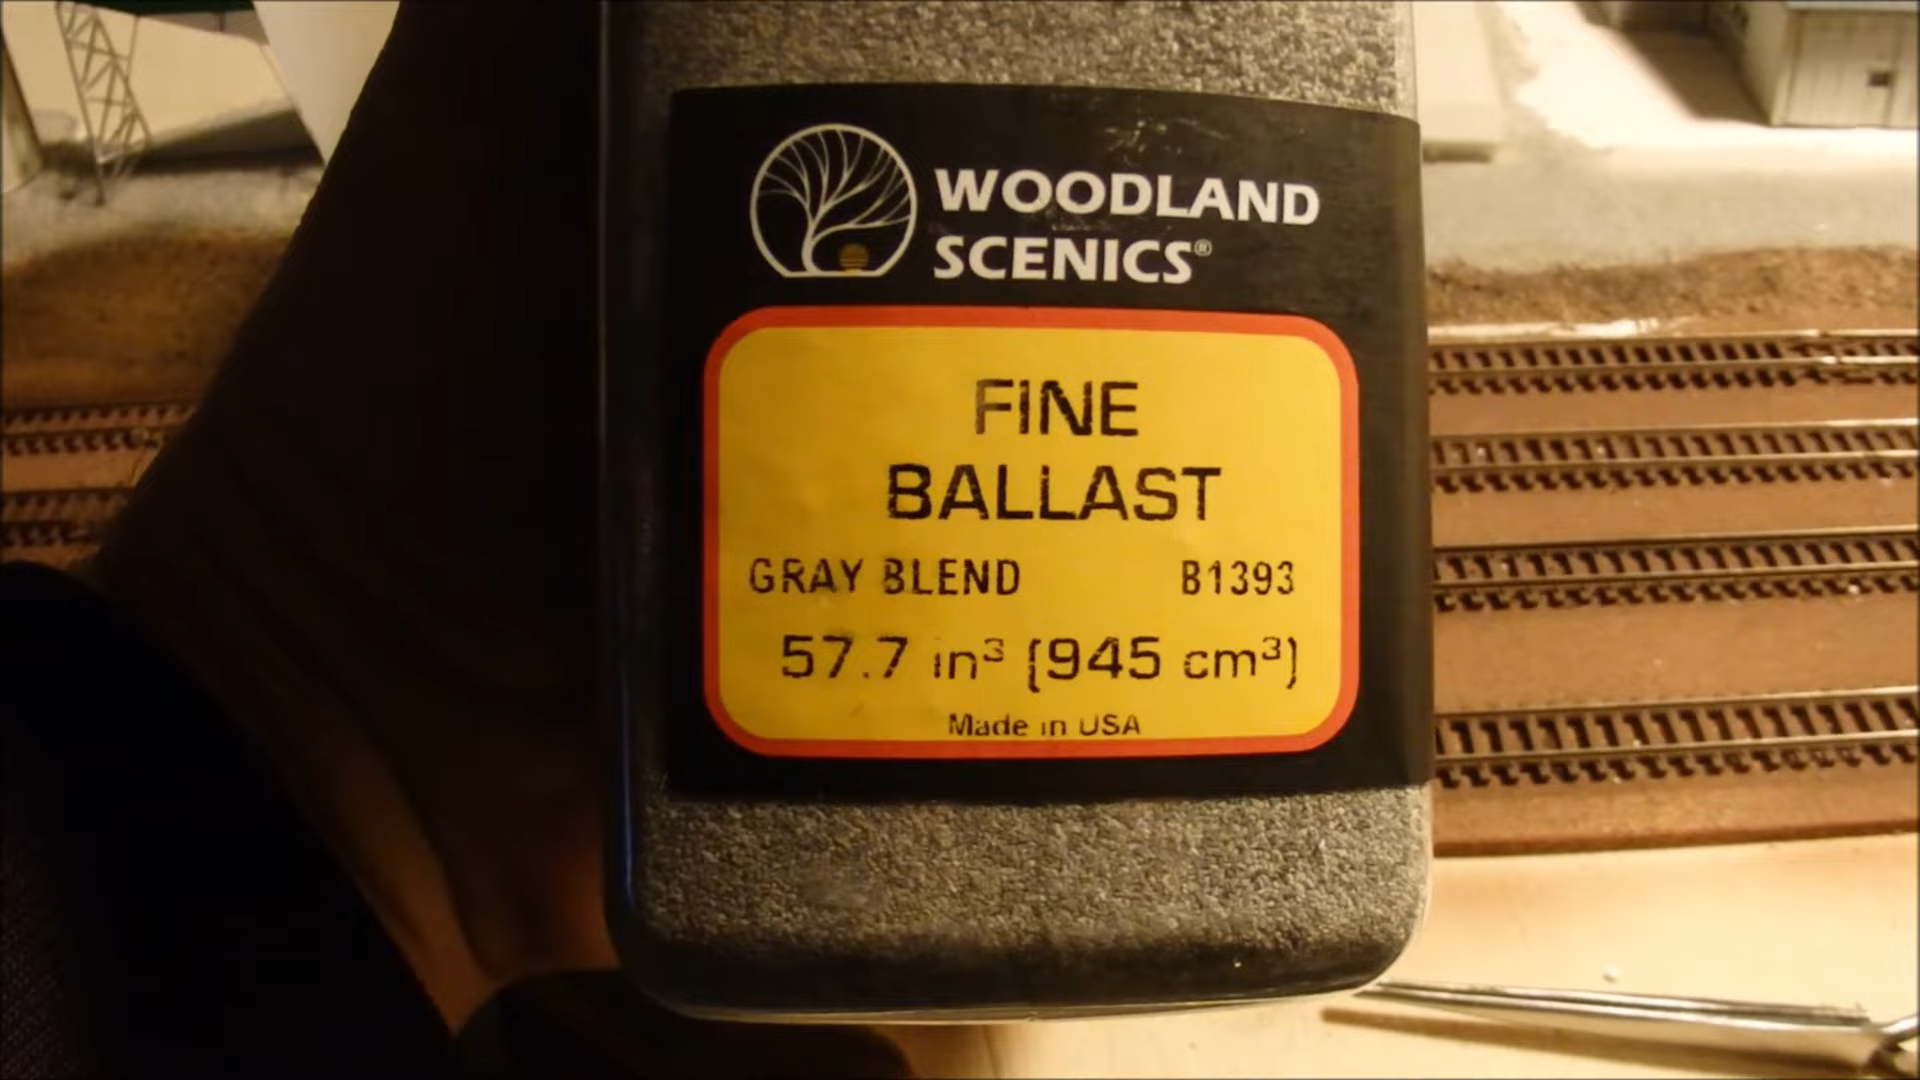 WOODLAND
SCENICS®
FINE
BALLAST
GRAY BLEND B1393
57.7 in³ (945 cm³)
Made in USA